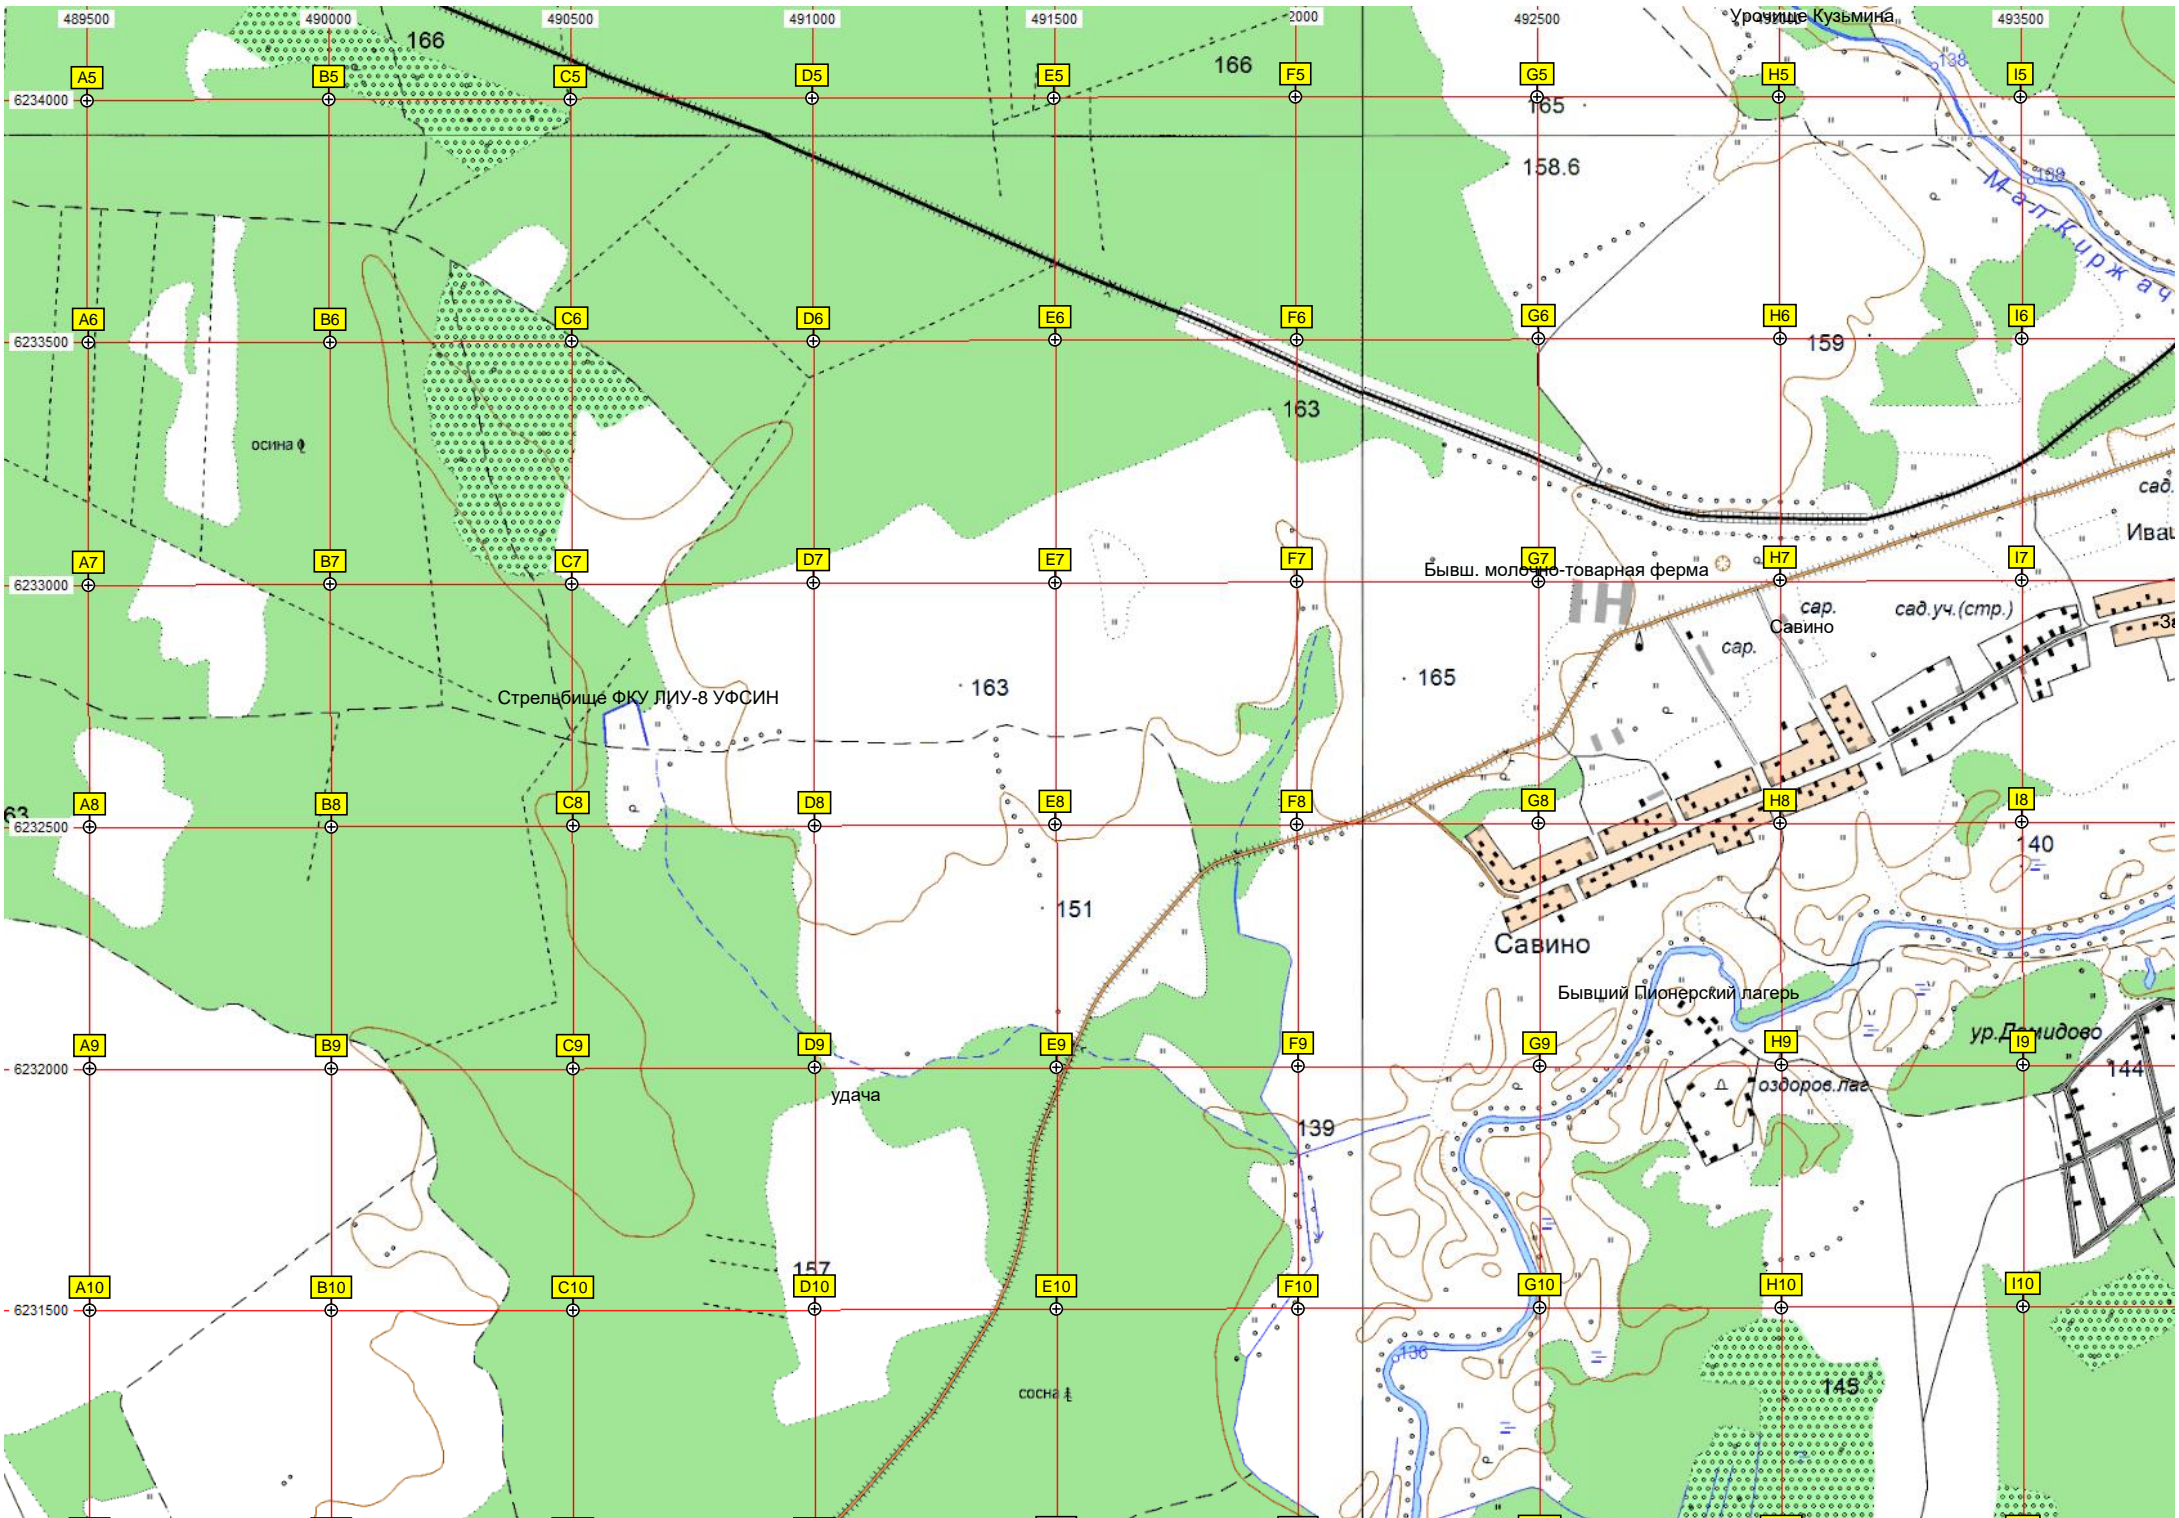 489500 490000 490500 491000 491500 2000 492500 493500
Урочище Кузьмина
166
166
138
A5 B5 C5 D5 E5 F5 G5 H5 I5
6234000
165
158.6
138
Мал. Киржач
A6 B6 C6 D6 E6 F6 G6 H6 I6
6233500
159
163
осина
сад.
Ива
A7 B7 C7 D7 E7 F7 G7 H7 I7
6233000
Бывш. молочно-товарная ферма
сар.
сад.уч.(стр.)
Савино
За
сар.
163
165
Стрельбище ФКУ ЛИУ-8 УФСИН
A8 B8 C8 D8 E8 F8 G8 H8 I8
63
6232500
140
151
Савино
Бывший Пионерский лагерь
ур.Демидово
A9 B9 C9 D9 E9 F9 G9 H9 I9
6232000
144
оздоров.лаг.
удача
139
157
A10 B10 C10 D10 E10 F10 G10 H10 I10
6231500
136
145
сосна